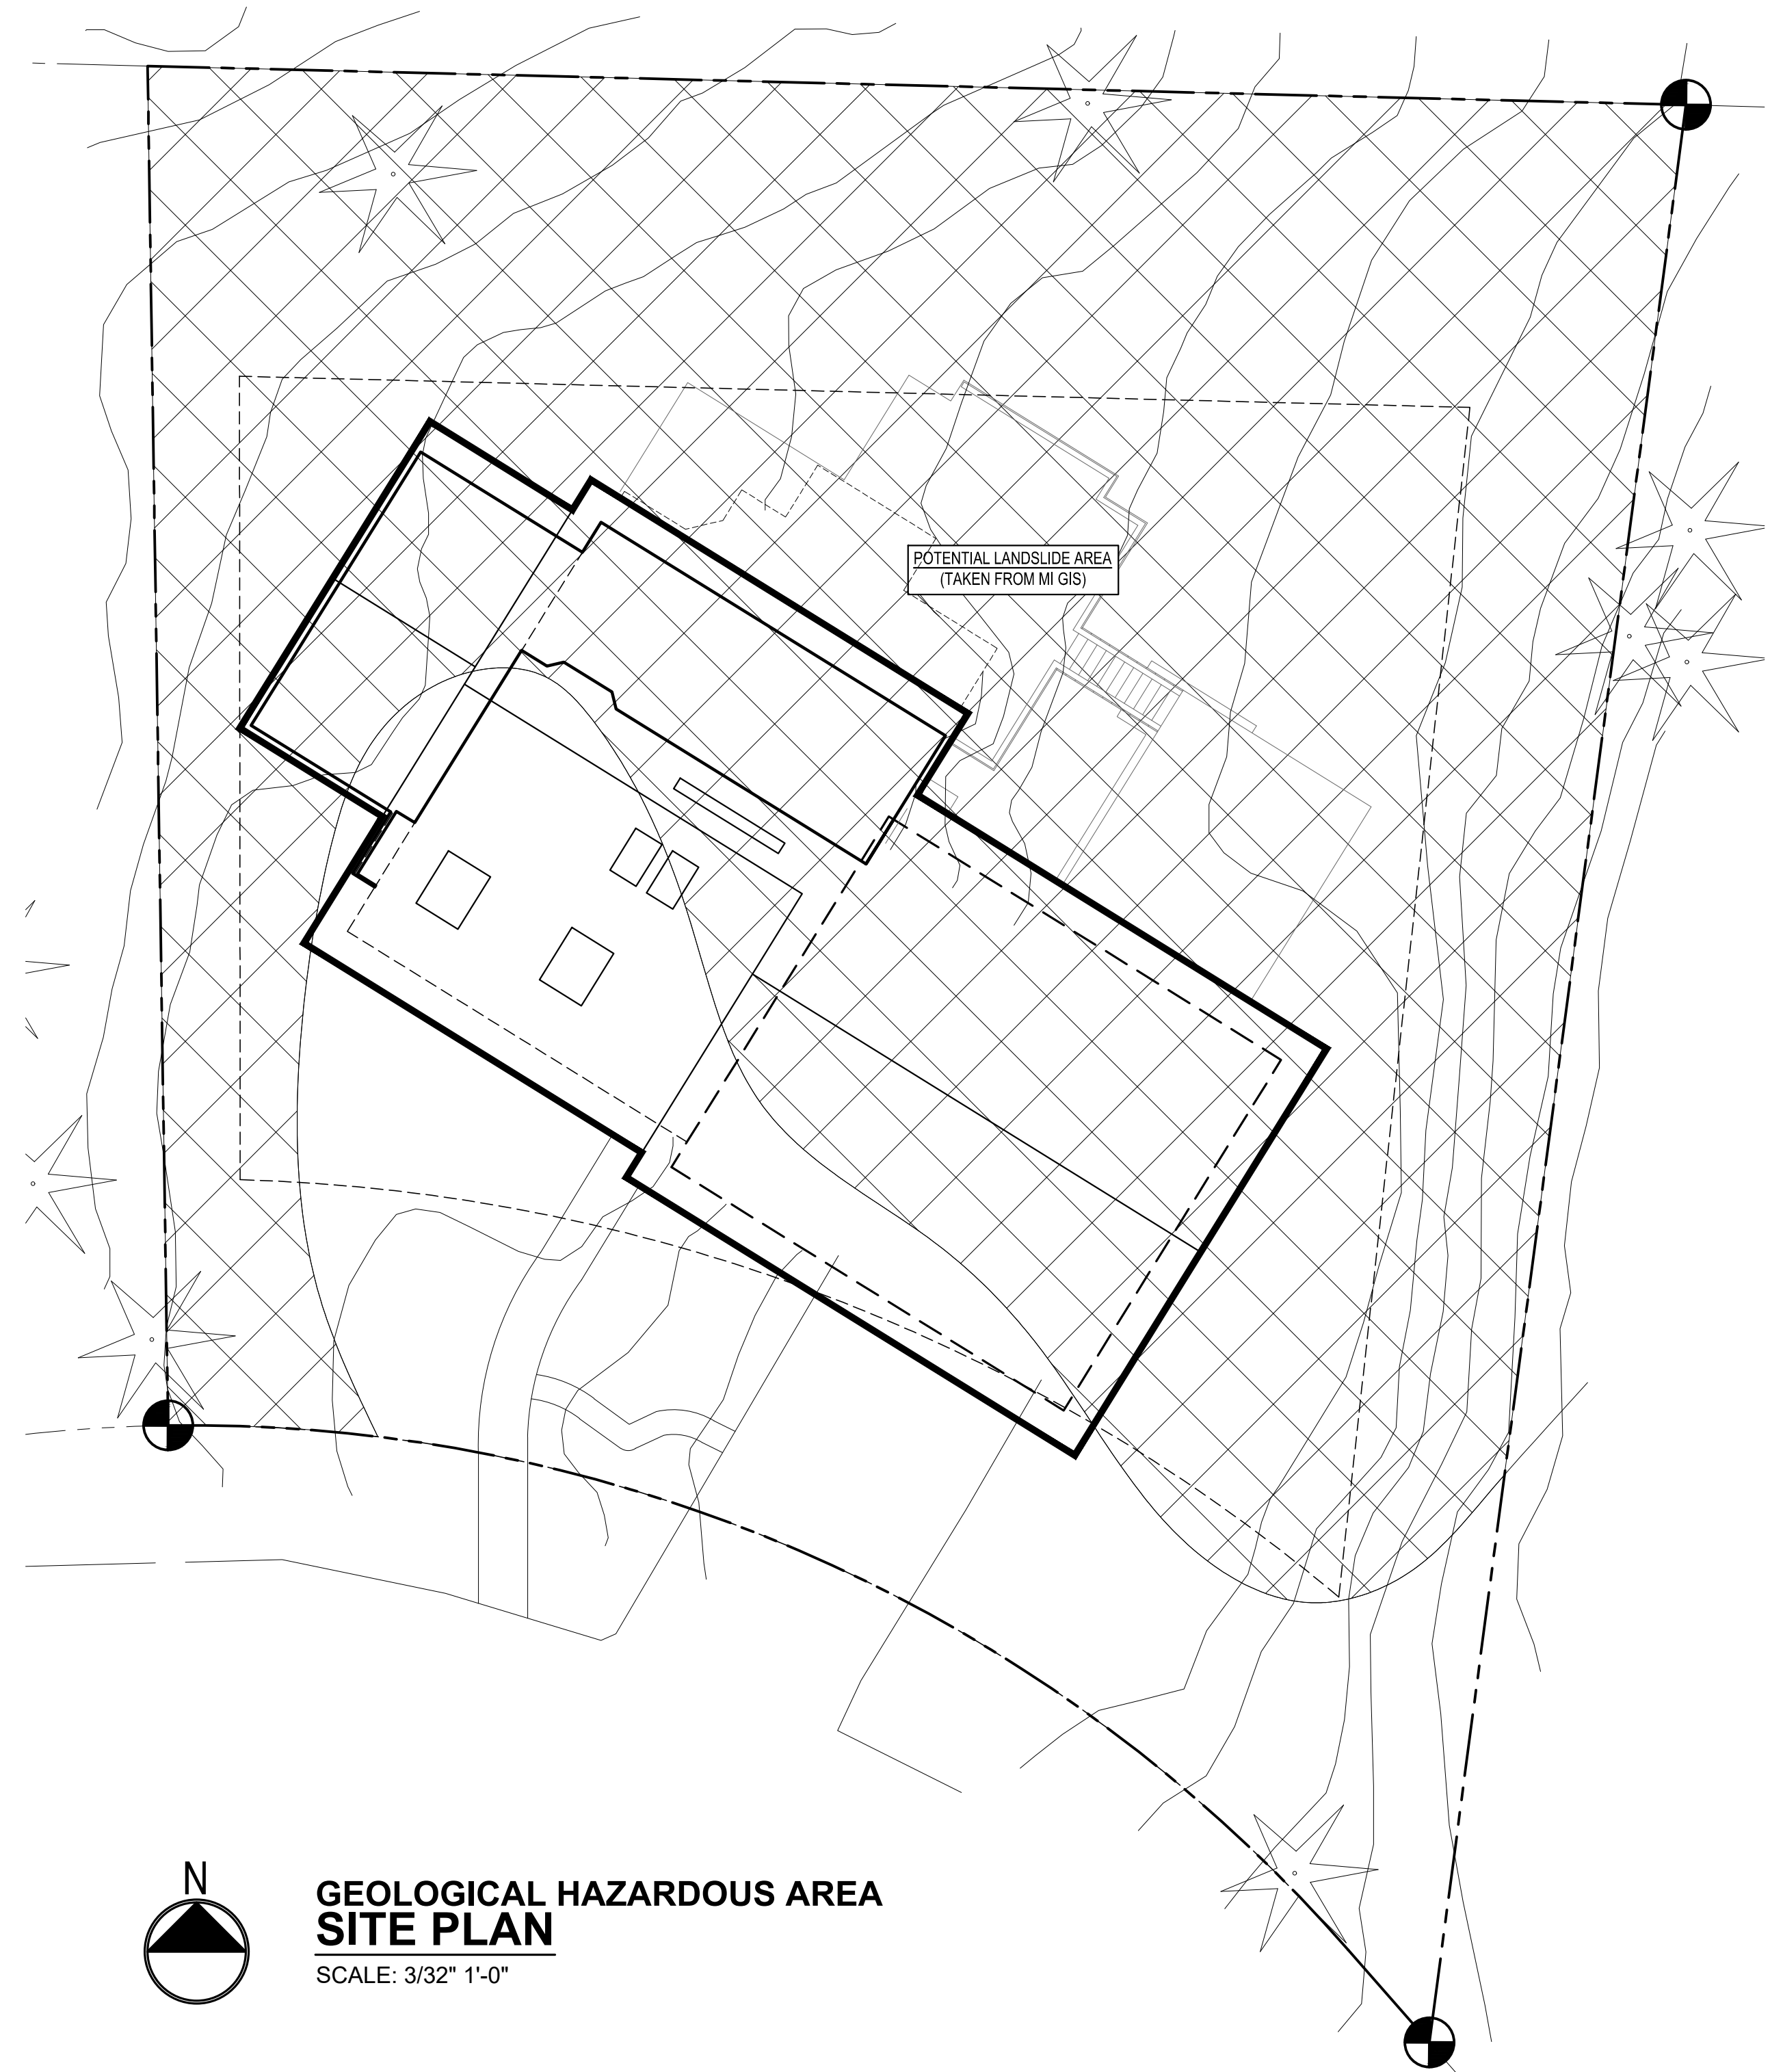 POTENTIAL LANDSLIDE AREA
(TAKEN FROM MI GIS)
N
GEOLOGICAL HAZARDOUS AREA
SITE PLAN
SCALE: 3/32" 1'-0"